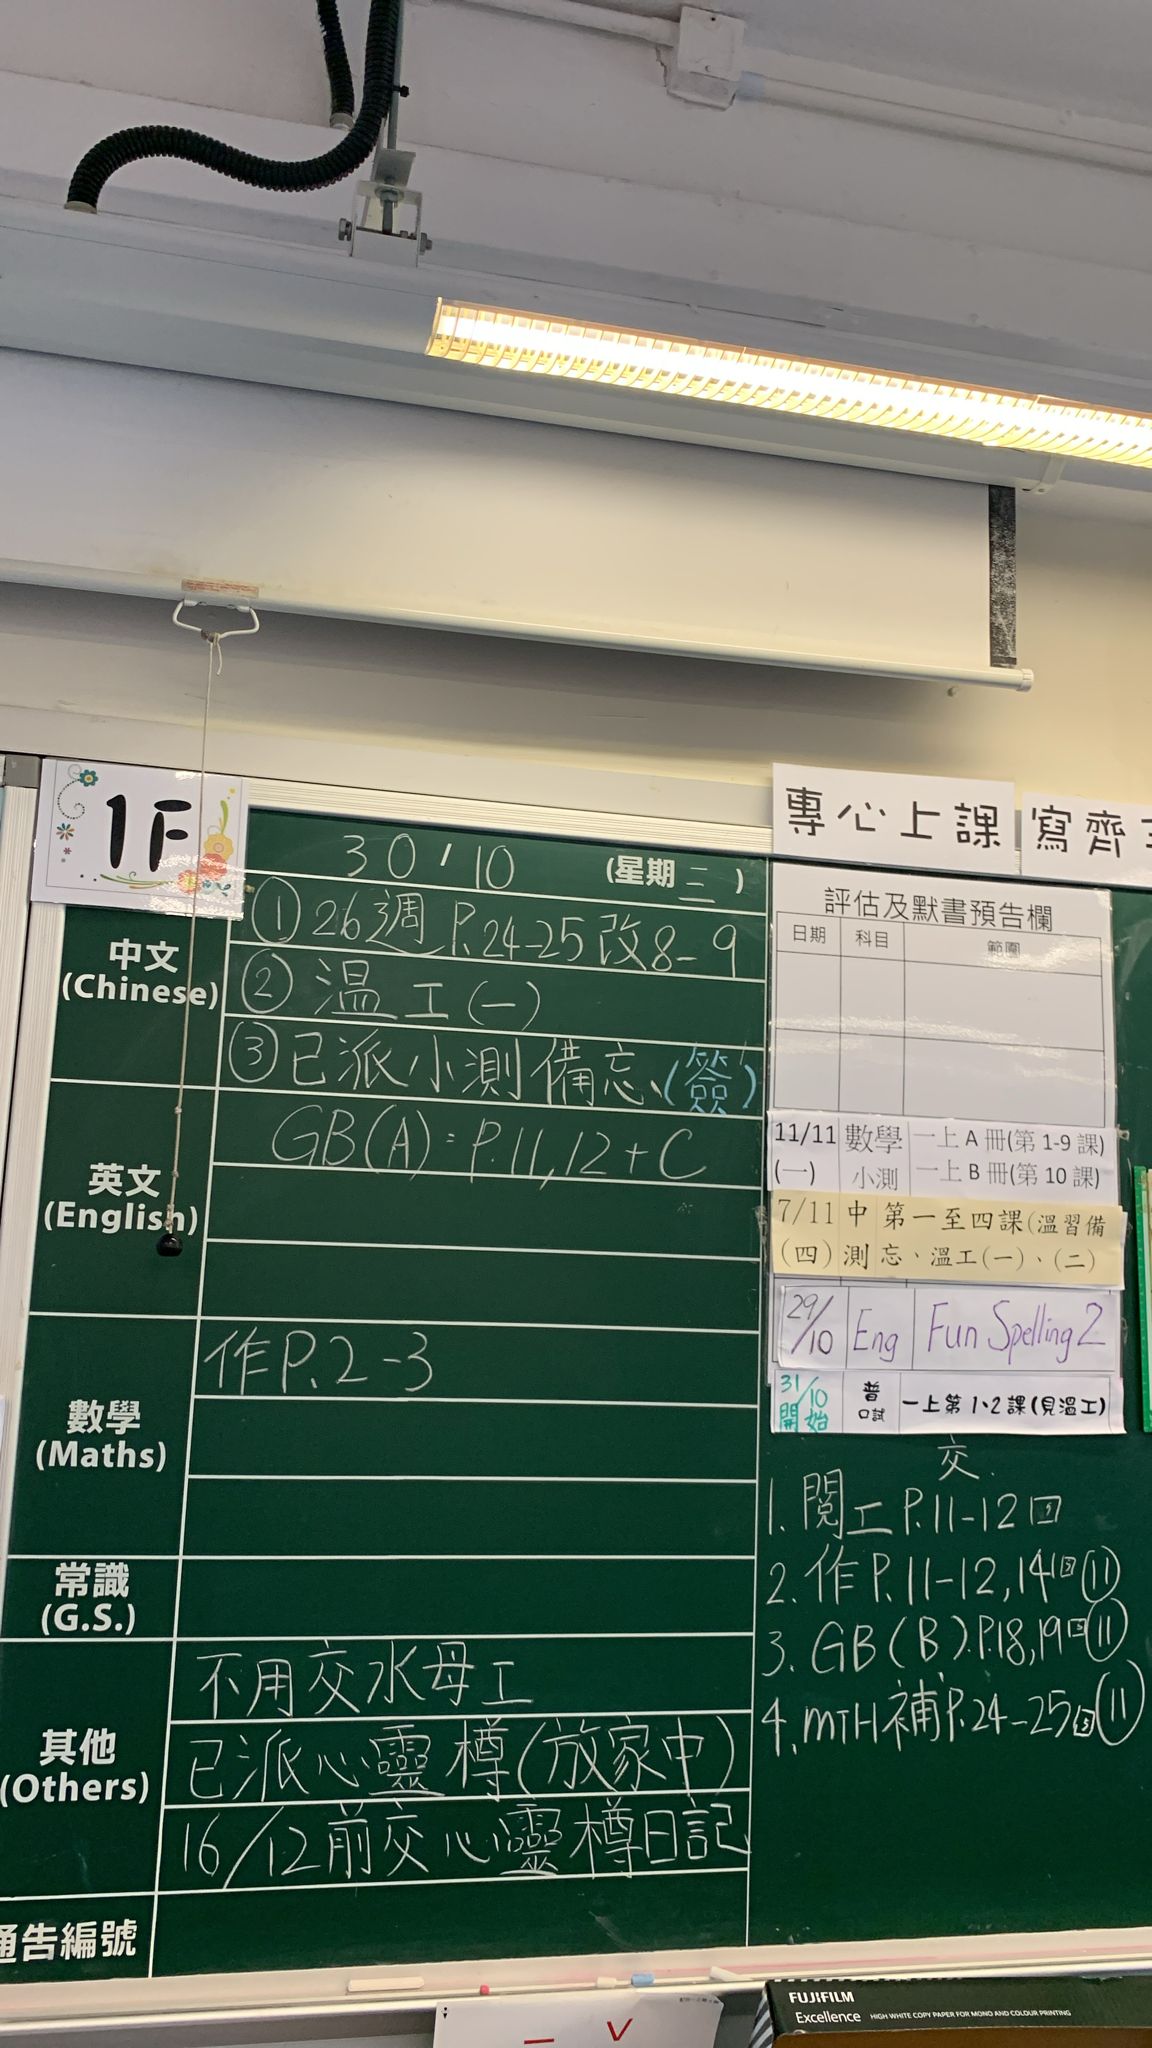 1F
30/10 (星期二)
中文
(Chinese)
① 26週 P.24-25 改8-9
② 溫工(一)
③ 已派小測備忘、(簽)
英文
(English)
GB(A): P.11,12+C
數學
(Maths)
作P.2-3
常識
(G.S.)
其他
(Others)
不用交水母工
已派心靈樽(放家中)
16/12前交心靈樽日記
通告編號
專心上課
寫齊
評估及默書預告欄
日期 科目 範圍
11/11 數學 一上A冊(第1-9課)
(一) 小測 一上B冊(第10課)
7/11 中 第一至四課(溫習備
(四) 測 忘、溫工(一)、(二)
29/10 Eng Fun Spelling 2
31/10 普 一上第1、2課(見溫工)
開始 口試
交
1. 閱工P.11-12
2. 作P.11-12,14 ⑪
3. GB(B).P.18,19 ⑪
4. MTH補P.24-25 ⑪
FUJIFILM
Excellence HIGH WHITE COPY PAPER FOR MONO AND COLOUR PRINTING